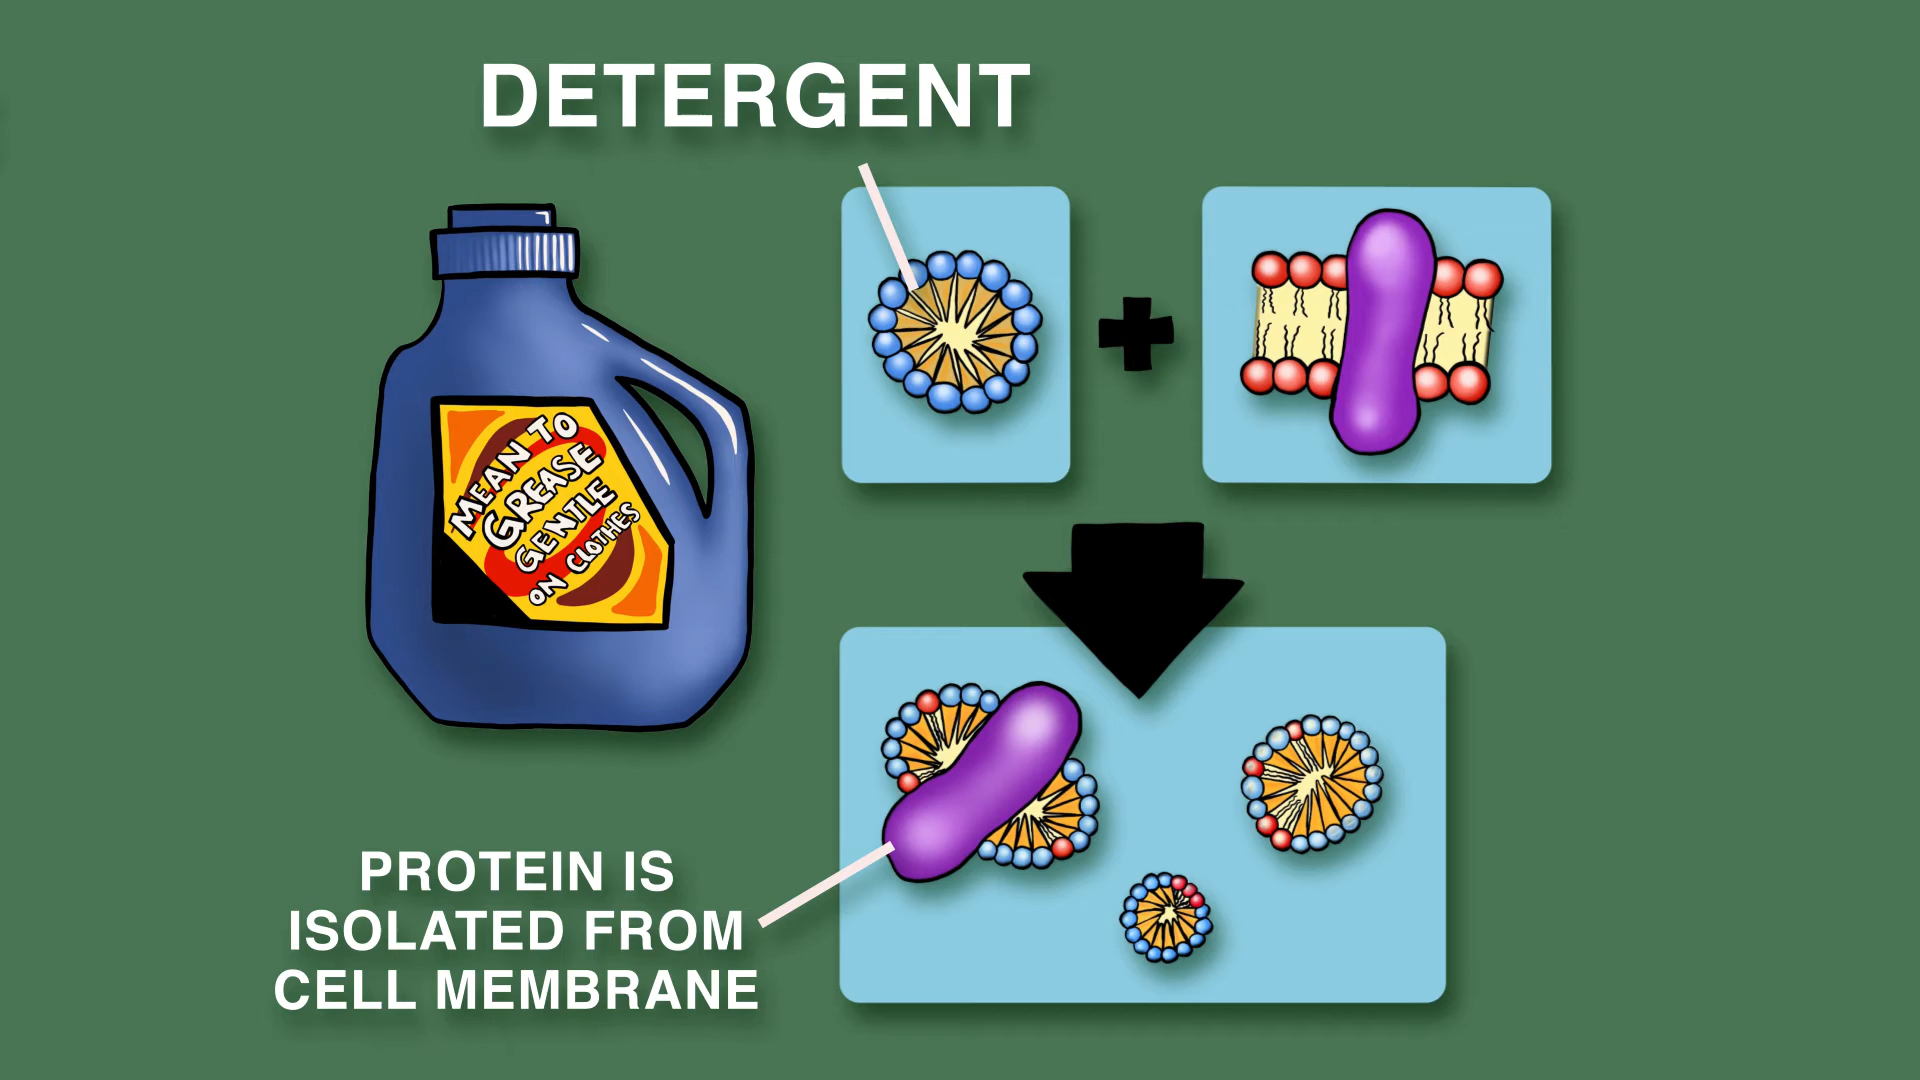 DETERGENT
MEAN TO
GREASE
GENTLE
ON CLOTHES
PROTEIN IS
ISOLATED FROM
CELL MEMBRANE